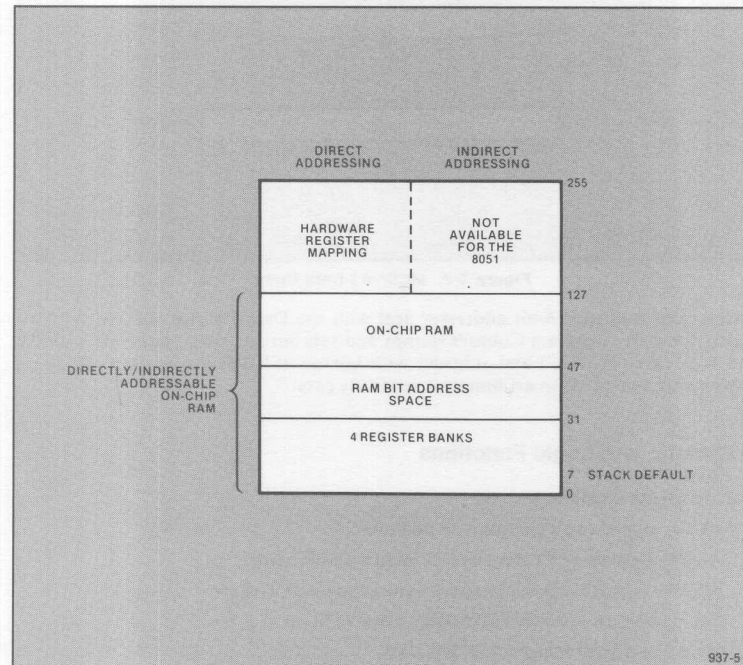 DIRECT
ADDRESSING
INDIRECT
ADDRESSING
255
HARDWARE
REGISTER
MAPPING
NOT
AVAILABLE
FOR THE
8051
127
ON-CHIP RAM
47
DIRECTLY/INDIRECTLY
ADDRESSABLE
ON-CHIP
RAM
RAM BIT ADDRESS
SPACE
31
4 REGISTER BANKS
7 STACK DEFAULT
0
937-5